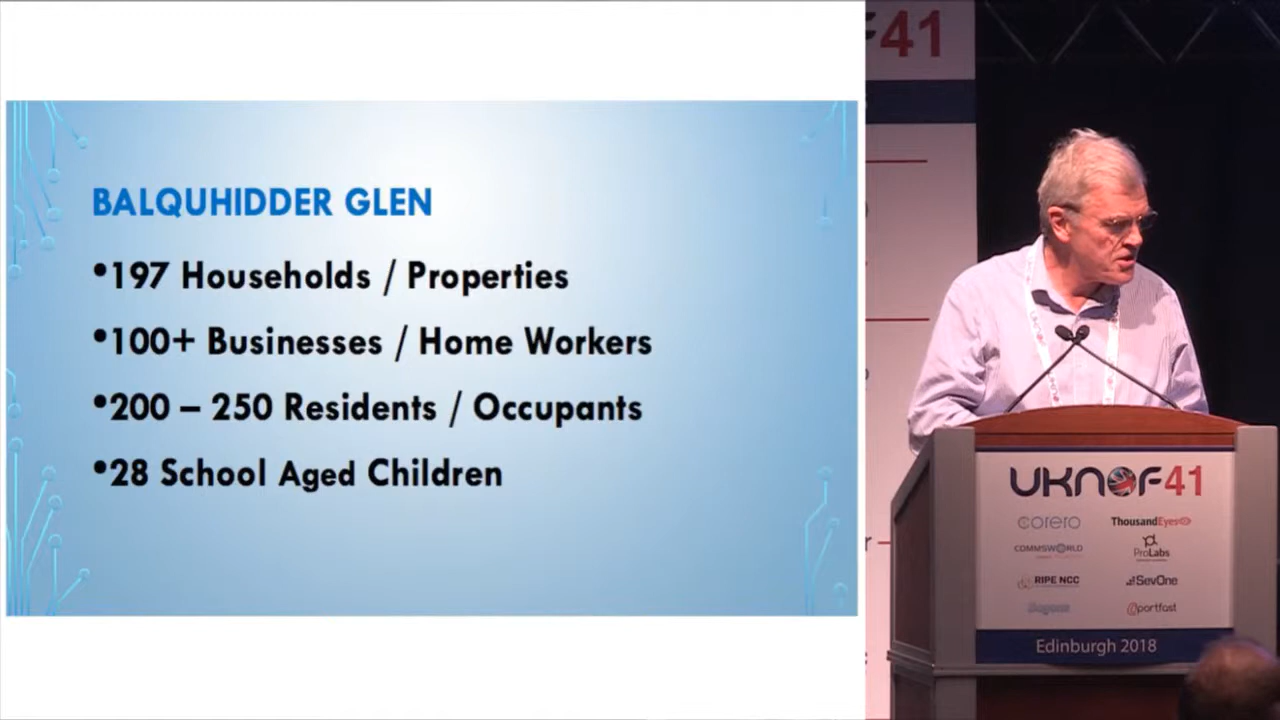 BALQUHIDDER GLEN
•197 Households / Properties
•100+ Businesses / Home Workers
•200 – 250 Residents / Occupants
•28 School Aged Children
41
UKNOF
UKNOF41
corero
ThousandEyes
COMMSWORLD
ProLabs
RIPE NCC
SevOne
portfast
Edinburgh 2018